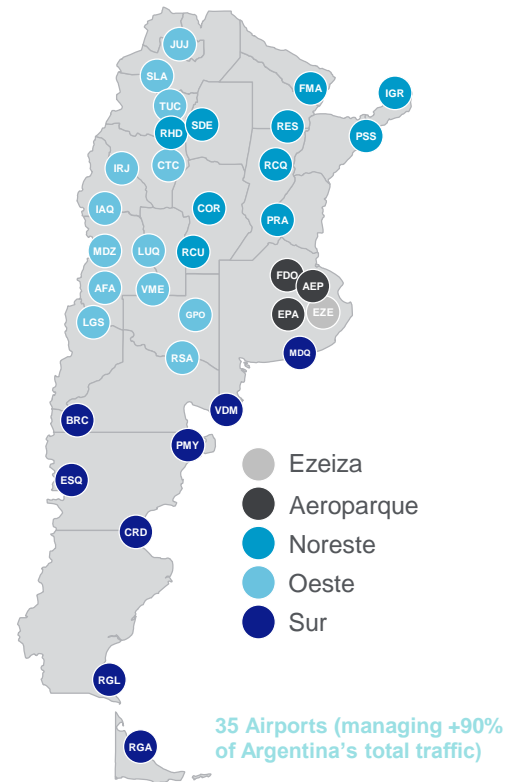 JUJ
SLA
FMA
IGR
TUC
SDE
RHD
RES
PSS
IRJ
CTC
RCQ
IAQ
COR
PRA
MDZ
LUQ
RCU
FDO
AEP
AFA
VME
GPO
EPA
EZE
LGS
MDQ
RSA
VDM
BRC
PMY
ESQ
CRD
RGL
RGA
Ezeiza
Aeroparque
Noreste
Oeste
Sur
35 Airports (managing +90%
of Argentina's total traffic)